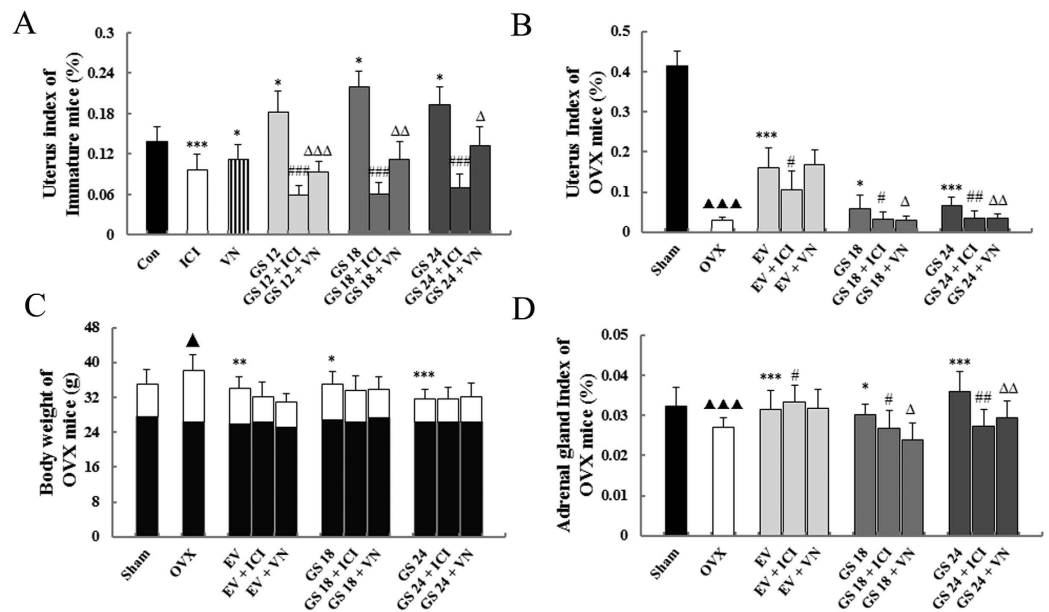 A
Uterus index of
Immature mice (%)
0.3
0.24
0.18
0.12
0.06
0
*
***
*
*
###
ΔΔΔ
*
###
ΔΔ
*
###
Δ
Con
ICI
VN
GS 12
GS 12 + ICI
GS 12 + VN
GS 18
GS 18 + ICI
GS 18 + VN
GS 24
GS 24 + ICI
GS 24 + VN
B
Uterus Index of
OVX mice (%)
0.5
0.4
0.3
0.2
0.1
0
▲▲▲
***
#
*
#
Δ
***
##
ΔΔ
Sham
OVX
EV
EV + ICI
EV + VN
GS 18
GS 18 + ICI
GS 18 + VN
GS 24
GS 24 + ICI
GS 24 + VN
C
Body weight of
OVX mice (g)
48
40
32
24
16
8
0
▲
**
*
***
Sham
OVX
EV
EV + ICI
EV + VN
GS 18
GS 18 + ICI
GS 18 + VN
GS 24
GS 24 + ICI
GS 24 + VN
D
Adrenal gland Index of
OVX mice (%)
0.05
0.04
0.03
0.02
0.01
0
▲▲▲
***
#
*
#
Δ
***
##
ΔΔ
Sham
OVX
EV
EV + ICI
EV + VN
GS 18
GS 18 + ICI
GS 18 + VN
GS 24
GS 24 + ICI
GS 24 + VN